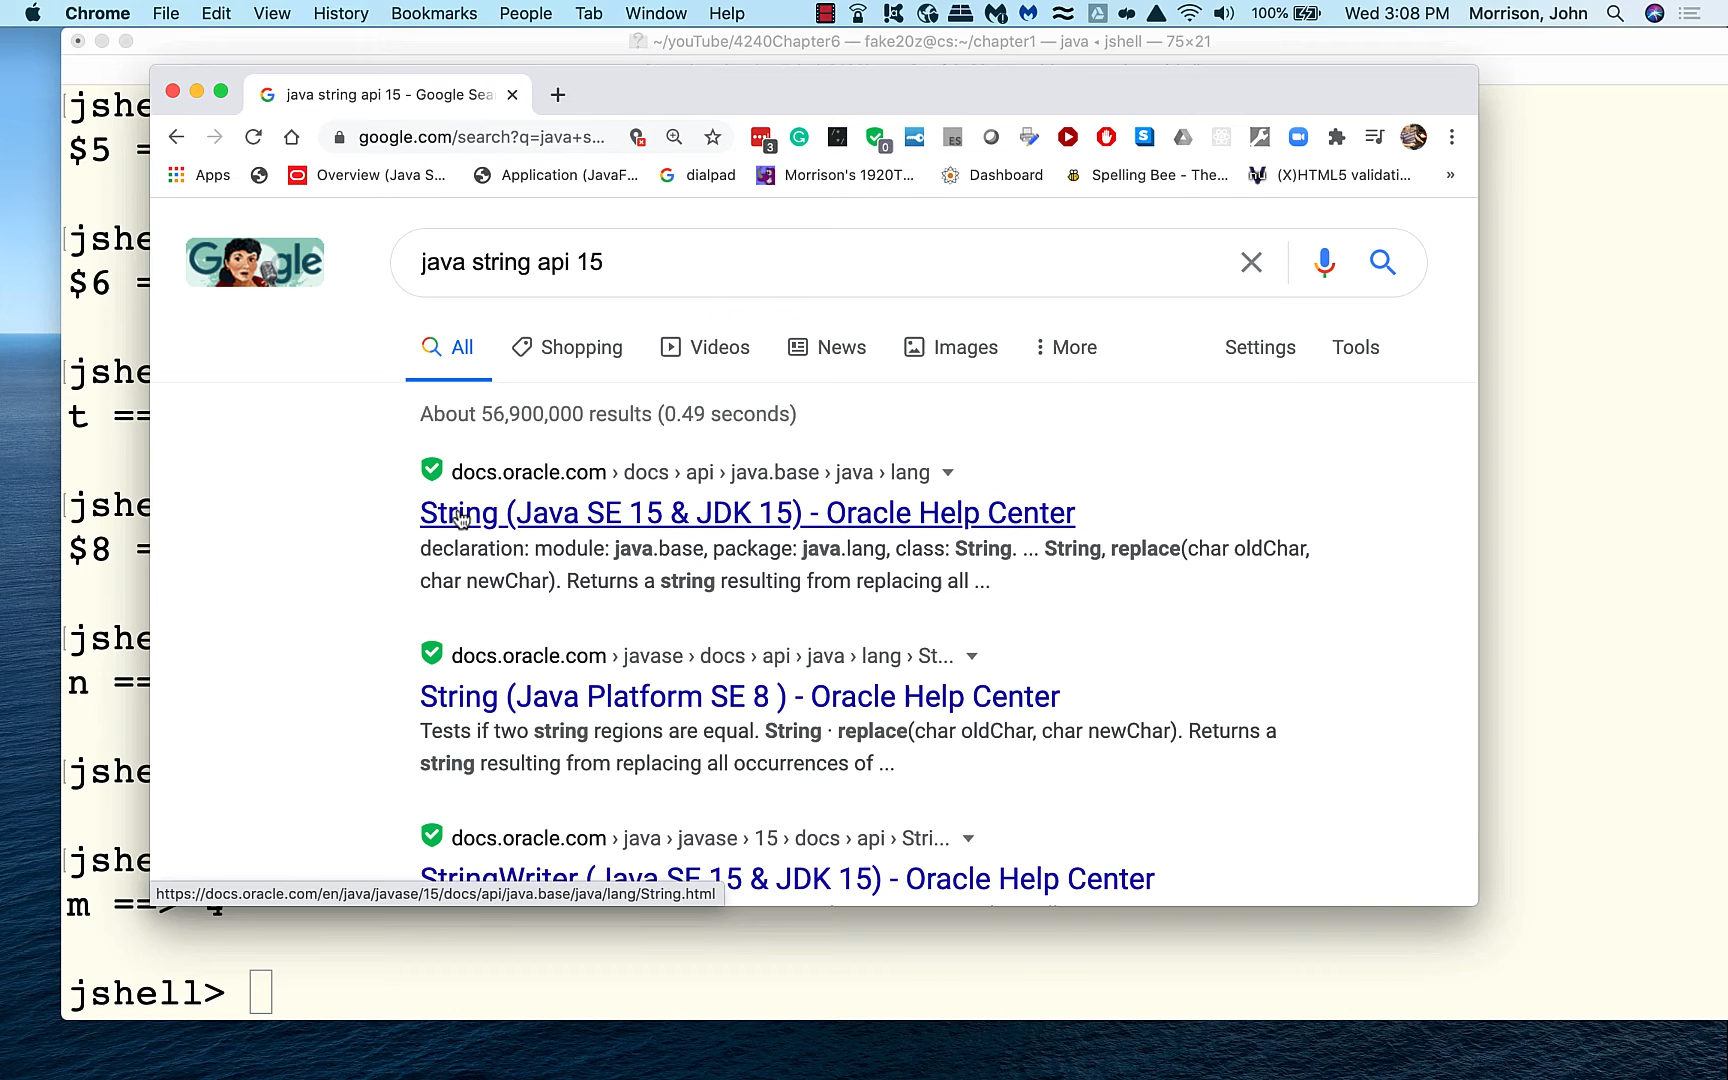 Chrome File Edit View History Bookmarks People Tab Window Help 100% Wed 3:08 PM Morrison, John
~/youTube/4240Chapter6 — fake20z@cs:~/chapter1 — java ◂ jshell — 75×21
java string api 15 - Google Sea
google.com/search?q=java+s...
3
0
ES
Apps
Overview (Java S...
Application (JavaF...
dialpad
Morrison's 1920T...
Dashboard
Spelling Bee - The...
(X)HTML5 validati...
»
Google
java string api 15
All Shopping Videos News Images More Settings Tools
About 56,900,000 results (0.49 seconds)
docs.oracle.com › docs › api › java.base › java › lang
String (Java SE 15 & JDK 15) - Oracle Help Center
declaration: module: java.base, package: java.lang, class: String. ... String, replace(char oldChar,
char newChar). Returns a string resulting from replacing all ...
docs.oracle.com › javase › docs › api › java › lang › St...
String (Java Platform SE 8 ) - Oracle Help Center
Tests if two string regions are equal. String · replace(char oldChar, char newChar). Returns a
string resulting from replacing all occurrences of ...
docs.oracle.com › java › javase › 15 › docs › api › Stri...
StringWriter (Java SE 15 & JDK 15) - Oracle Help Center
https://docs.oracle.com/en/java/javase/15/docs/api/java.base/java/lang/String.html
jshe
$5 =
jshe
$6 =
jshe
t ==
jshe
$8 =
jshe
n ==
jshe
jshe
m ==
jshell>